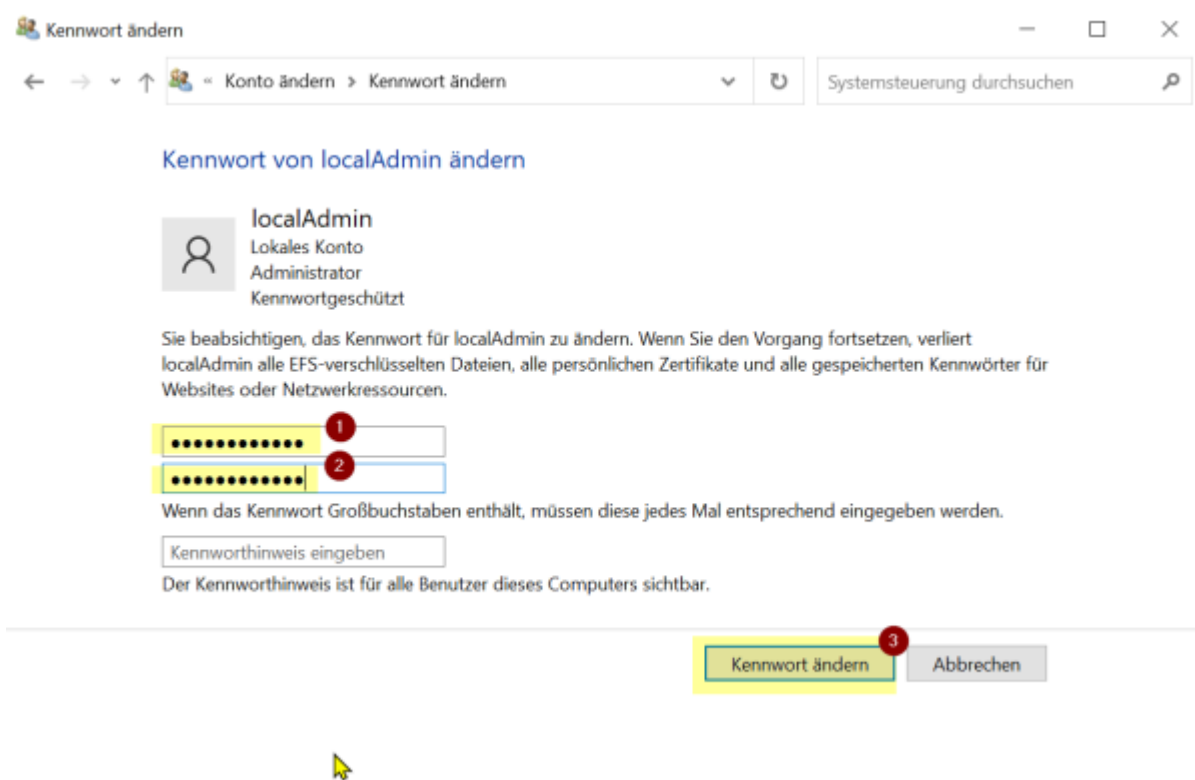 Kennwort ändern
« Konto ändern > Kennwort ändern
Systemsteuerung durchsuchen
Kennwort von localAdmin ändern
localAdmin
Lokales Konto
Administrator
Kennwortgeschützt
Sie beabsichtigen, das Kennwort für localAdmin zu ändern. Wenn Sie den Vorgang fortsetzen, verliert
localAdmin alle EFS-verschlüsselten Dateien, alle persönlichen Zertifikate und alle gespeicherten Kennwörter für
Websites oder Netzwerkressourcen.
●●●●●●●●●●●● 1
●●●●●●●●●●●● 2
Wenn das Kennwort Großbuchstaben enthält, müssen diese jedes Mal entsprechend eingegeben werden.
Kennworthinweis eingeben
Der Kennworthinweis ist für alle Benutzer dieses Computers sichtbar.
3
Kennwort ändern
Abbrechen